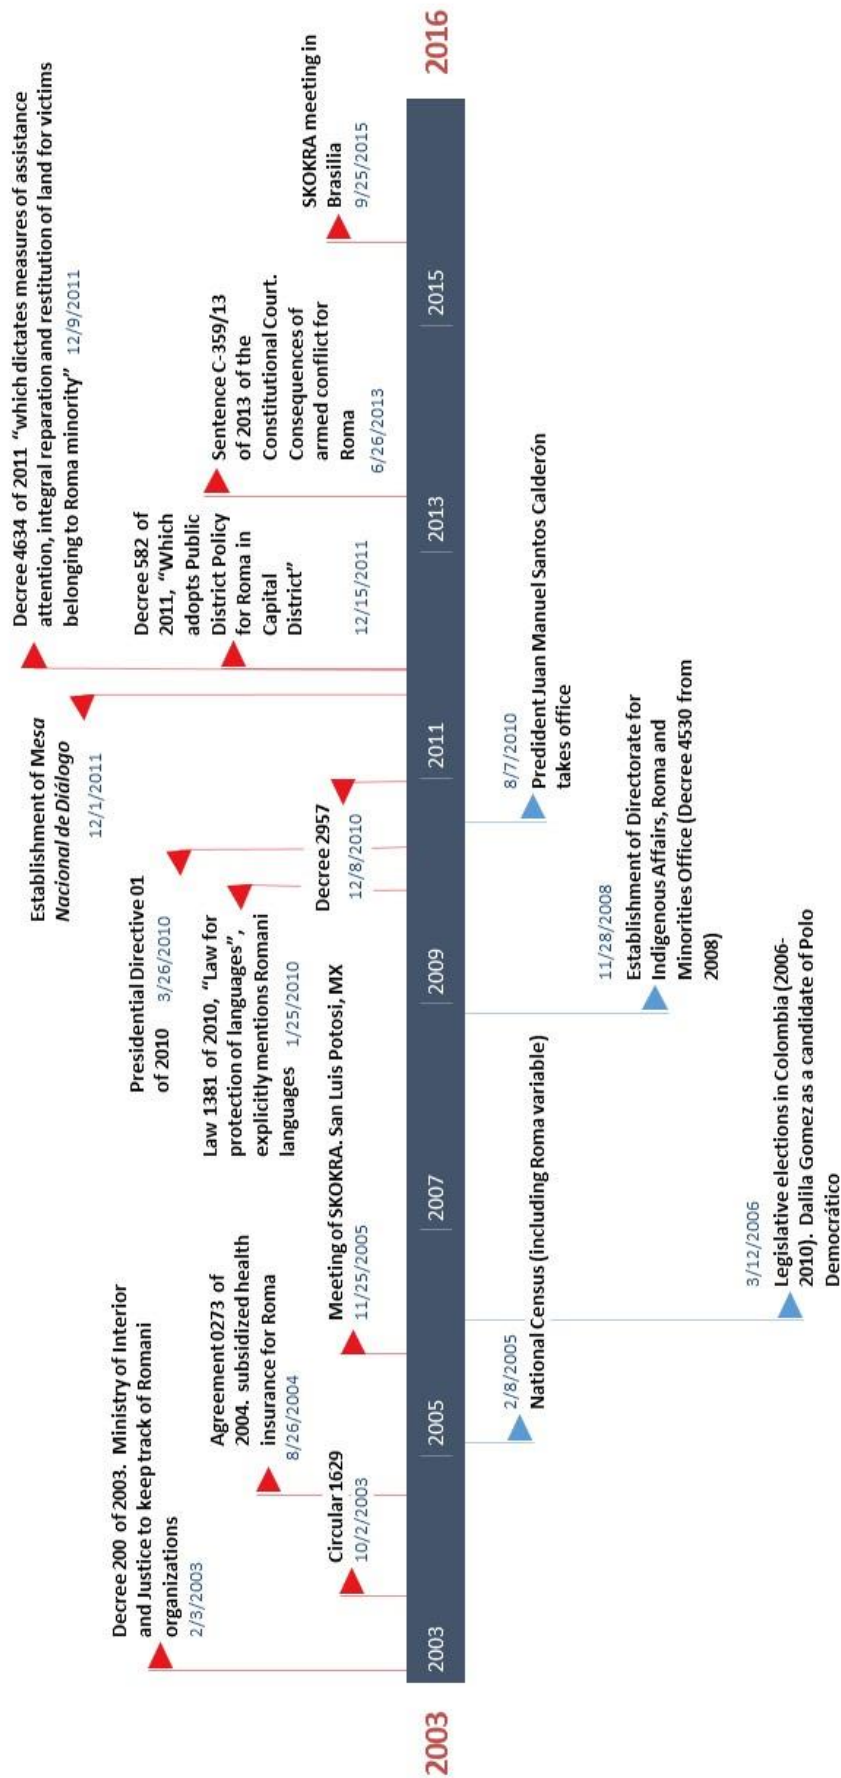 Decree 200 of 2003. Ministry of Interior
and Justice to keep track of Romani
organizations
2/3/2003
Circular 1629
10/2/2003
Agreement 0273 of
2004. subsidized health
insurance for Roma
8/26/2004
Meeting of SKOKRA. San Luis Potosi, MX
11/25/2005
Law 1381 of 2010, “Law for
protection of languages”,
explicitly mentions Romani
languages 1/25/2010
Presidential Directive 01
of 2010 3/26/2010
Decree 2957
12/8/2010
Establishment of Mesa
Nacional de Diálogo
12/1/2011
Decree 4634 of 2011 “which dictates measures of assistance
attention, integral reparation and restitution of land for victims
belonging to Roma minority” 12/9/2011
Decree 582 of
2011, “Which
adopts Public
District Policy
for Roma in
Capital
District”
12/15/2011
Sentence C-359/13
of 2013 of the
Constitutional Court.
Consequences of
armed conflict for
Roma
6/26/2013
SKOKRA meeting in
Brasilia
9/25/2015
2003
2003
2005
2007
2009
2011
2013
2015
2016
2/8/2005
National Census (including Roma variable)
3/12/2006
Legislative elections in Colombia (2006-
2010). Dalila Gomez as a candidate of Polo
Democrático
11/28/2008
Establishment of Directorate for
Indigenous Affairs, Roma and
Minorities Office (Decree 4530 from
2008)
8/7/2010
Predident Juan Manuel Santos Calderón
takes office